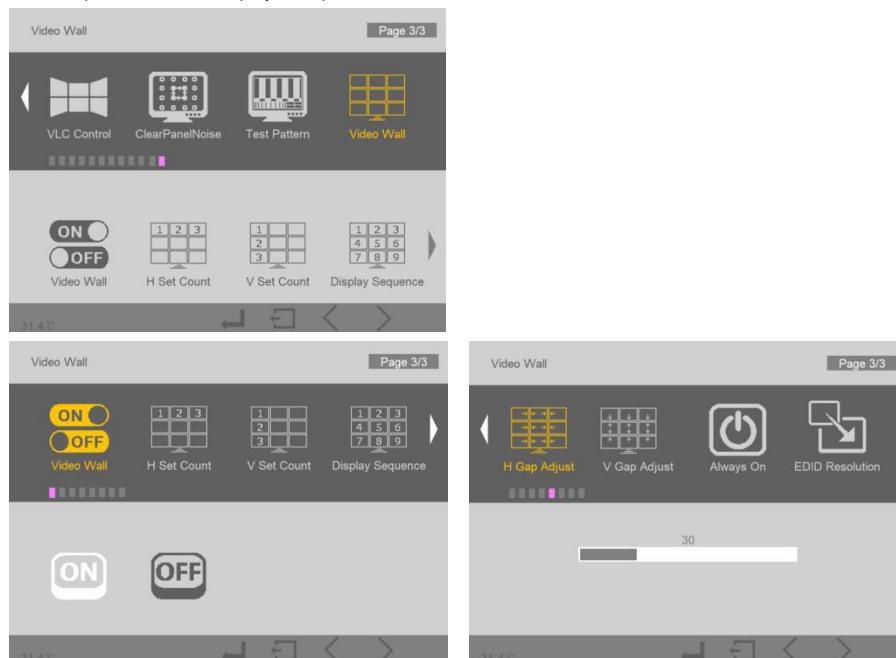 Video Wall Page 3/3
VLC Control ClearPanelNoise Test Pattern Video Wall
ON
OFF
1 2 3
1
2
3
1 2 3
4 5 6
7 8 9
Video Wall H Set Count V Set Count Display Sequence
31.4℃
Video Wall Page 3/3
ON
OFF
1 2 3
1
2
3
1 2 3
4 5 6
7 8 9
Video Wall H Set Count V Set Count Display Sequence
ON OFF
Video Wall Page 3/3
H Gap Adjust V Gap Adjust Always On EDID Resolution
30